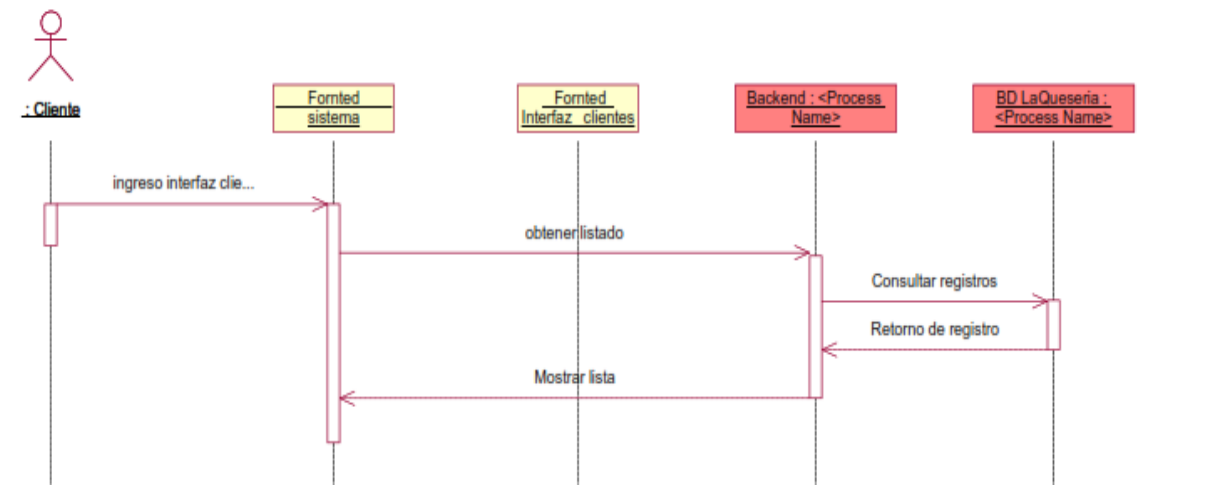 : Cliente
Fornted
sistema
Fornted
Interfaz clientes
Backend : <Process
Name>
BD LaQueseria :
<Process Name>
ingreso interfaz clie...
obtener listado
Consultar registros
Retorno de registro
Mostrar lista